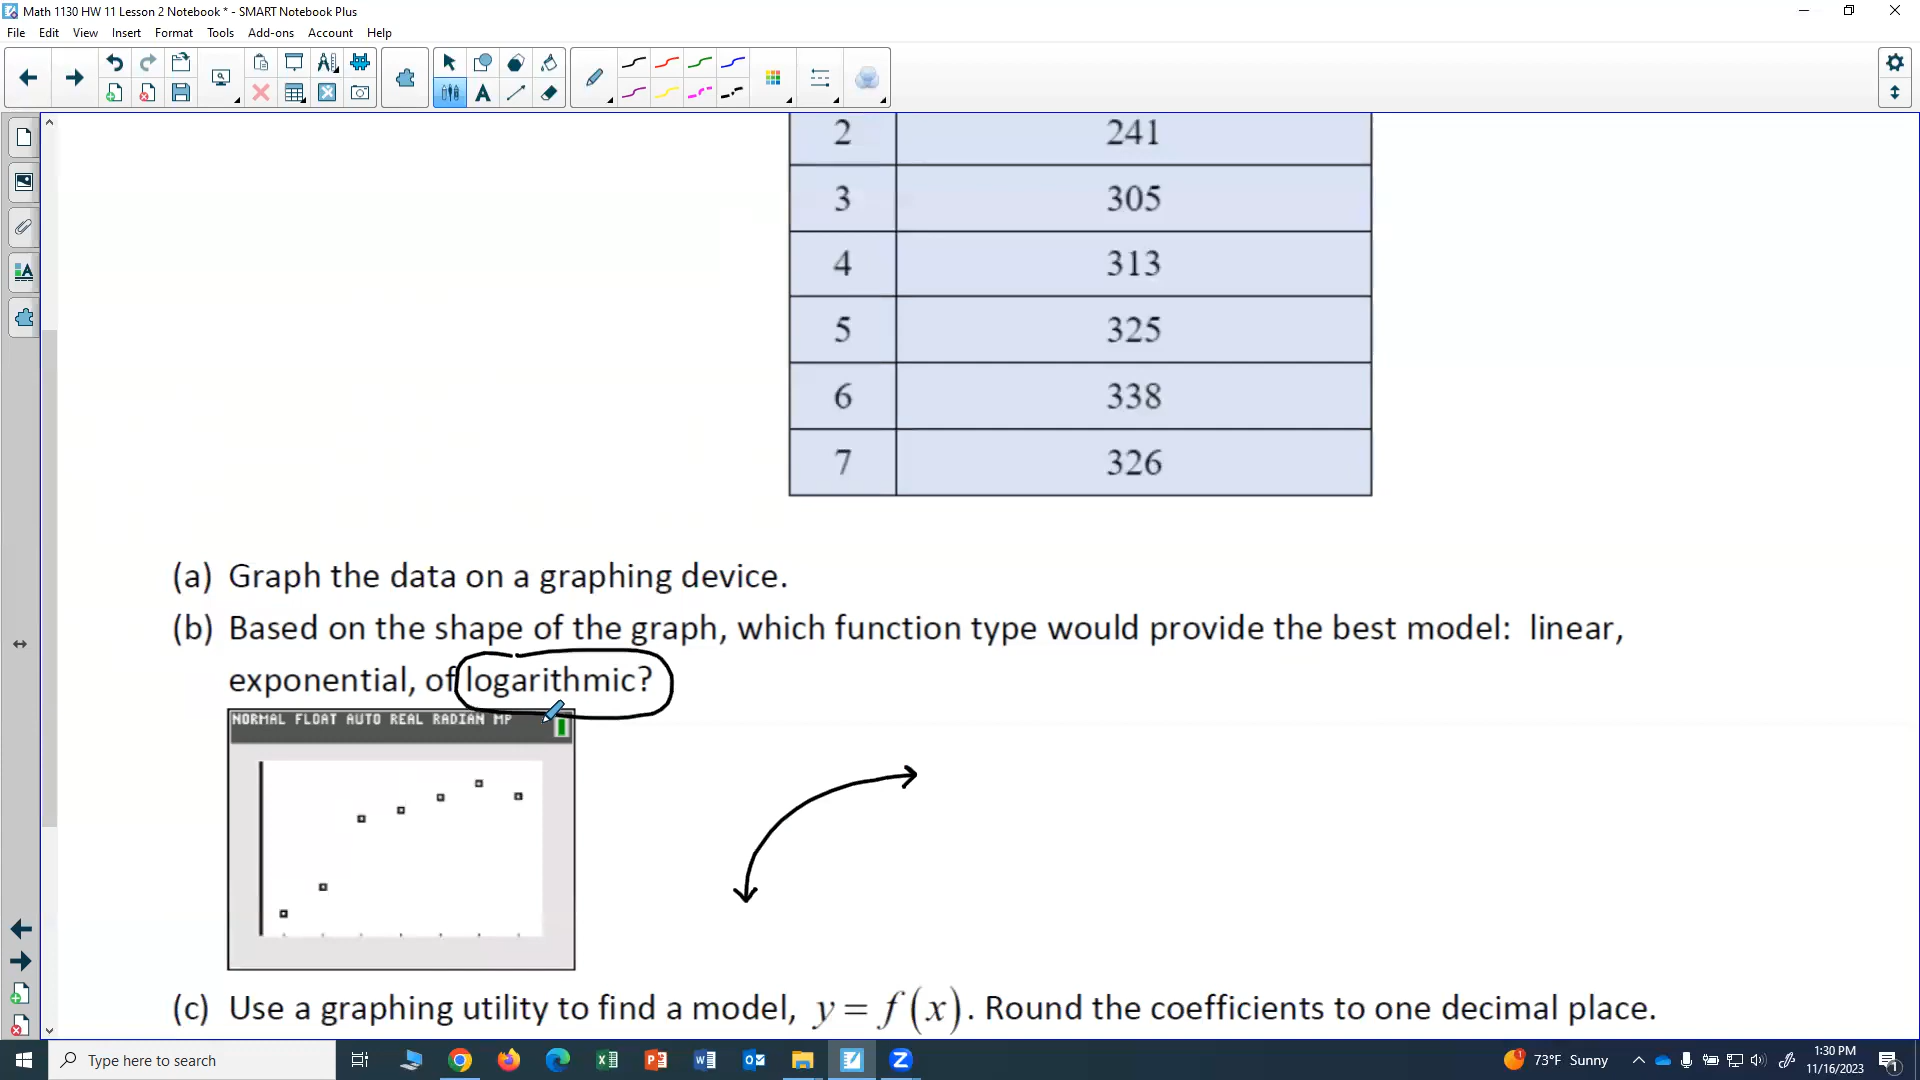 Math 1130 HW 11 Lesson 2 Notebook * - SMART Notebook Plus
File Edit View Insert Format Tools Add-ons Account Help
2 241
3 305
4 313
5 325
6 338
7 326
(a) Graph the data on a graphing device.
(b) Based on the shape of the graph, which function type would provide the best model: linear,
exponential, of logarithmic?
NORMAL FLOAT AUTO REAL RADIAN MP
(c) Use a graphing utility to find a model, y = f(x). Round the coefficients to one decimal place.
Type here to search
73°F Sunny
1:30 PM
11/16/2023